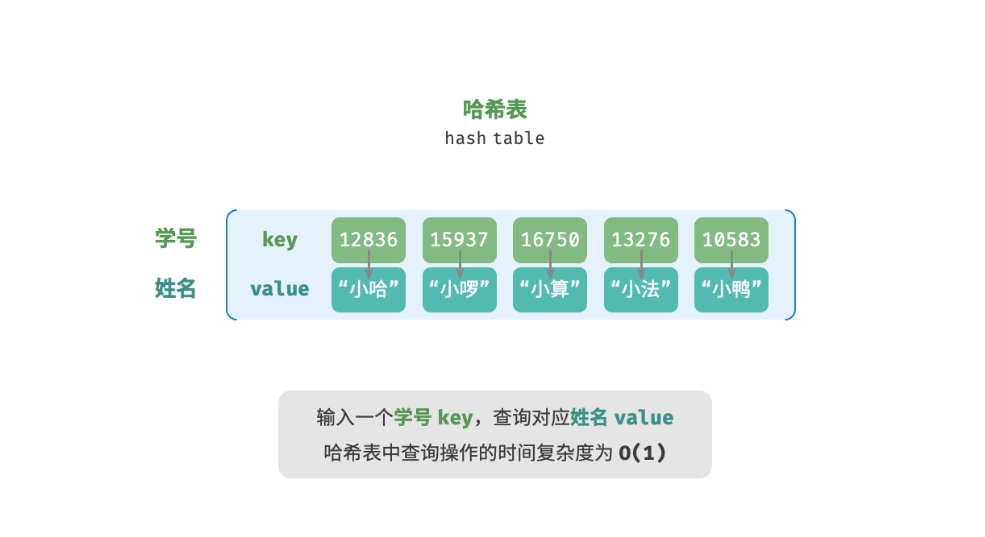 哈希表
hash table
学号 key 12836 15937 16750 13276 10583
姓名 value “小哈” “小啰” “小算” “小法” “小鸭”
输入一个学号 key，查询对应姓名 value
哈希表中查询操作的时间复杂度为 O(1)